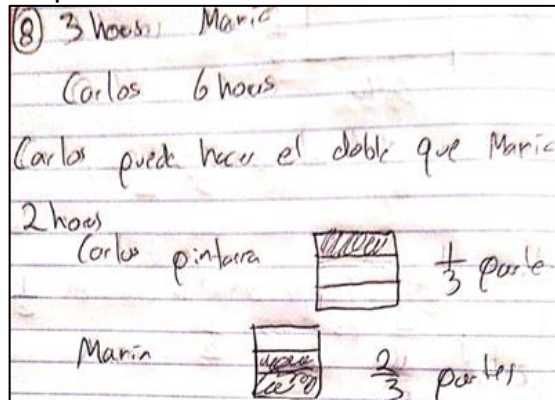 ⑧ 3 hours, Maria
Carlos 6 hours
Carlos puede hacer el doble que Maria
2 hours
Carlos pintara 1/3 parte
Maria 2/3 partes